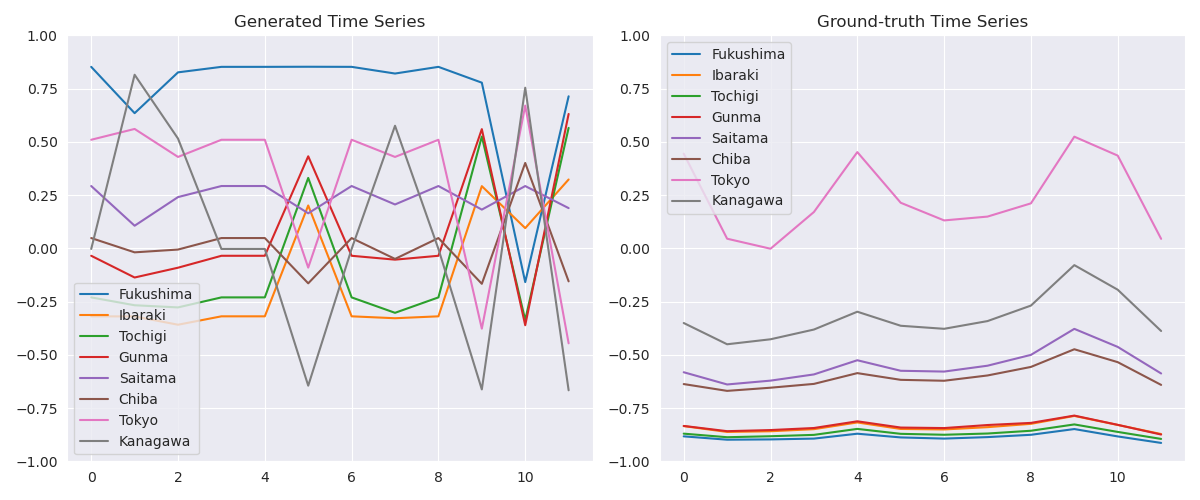 Generated Time Series
1.00
0.75
0.50
0.25
0.00
−0.25
−0.50
−0.75
−1.00
Fukushima
Ibaraki
Tochigi
Gunma
Saitama
Chiba
Tokyo
Kanagawa
0 2 4 6 8 10
Ground-truth Time Series
1.00
0.75
0.50
0.25
0.00
−0.25
−0.50
−0.75
−1.00
Fukushima
Ibaraki
Tochigi
Gunma
Saitama
Chiba
Tokyo
Kanagawa
0 2 4 6 8 10